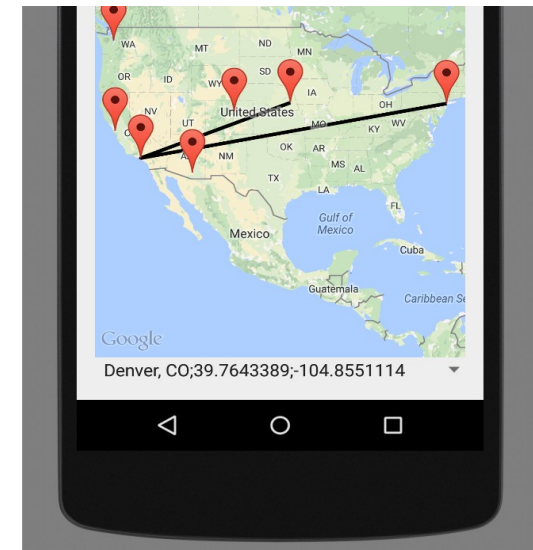 WA
MT
ND
MN
OR
ID
WY
SD
IA
NV
UT
United States
OH
MO
KY
WV
NM
OK
AR
MS
AL
TX
LA
FL
Gulf of
Mexico
Mexico
Cuba
Guatemala
Caribbean Se
Google
Denver, CO;39.7643389;-104.8551114